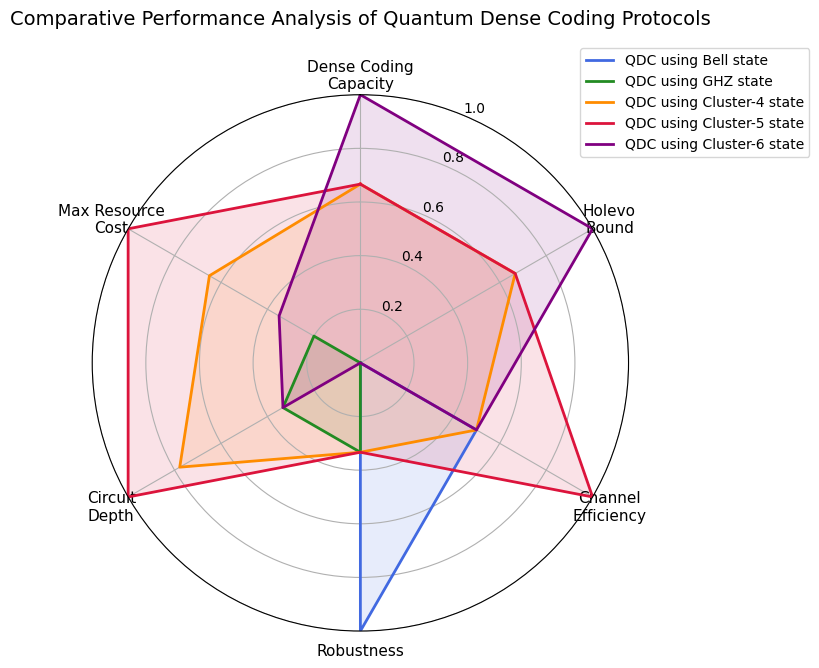 Comparative Performance Analysis of Quantum Dense Coding Protocols
QDC using Bell state
QDC using GHZ state
QDC using Cluster-4 state
QDC using Cluster-5 state
QDC using Cluster-6 state
Dense Coding
Capacity
1.0
0.8
0.6
0.4
0.2
Max Resource
Cost
Holevo
Bound
Circuit
Depth
Channel
Efficiency
Robustness